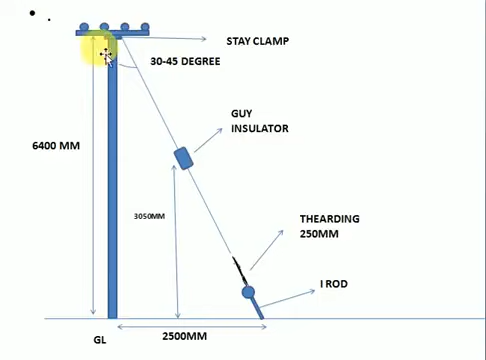 STAY CLAMP
30-45 DEGREE
GUY
INSULATOR
6400 MM
3050MM
THEARDING
250MM
I ROD
GL
2500MM